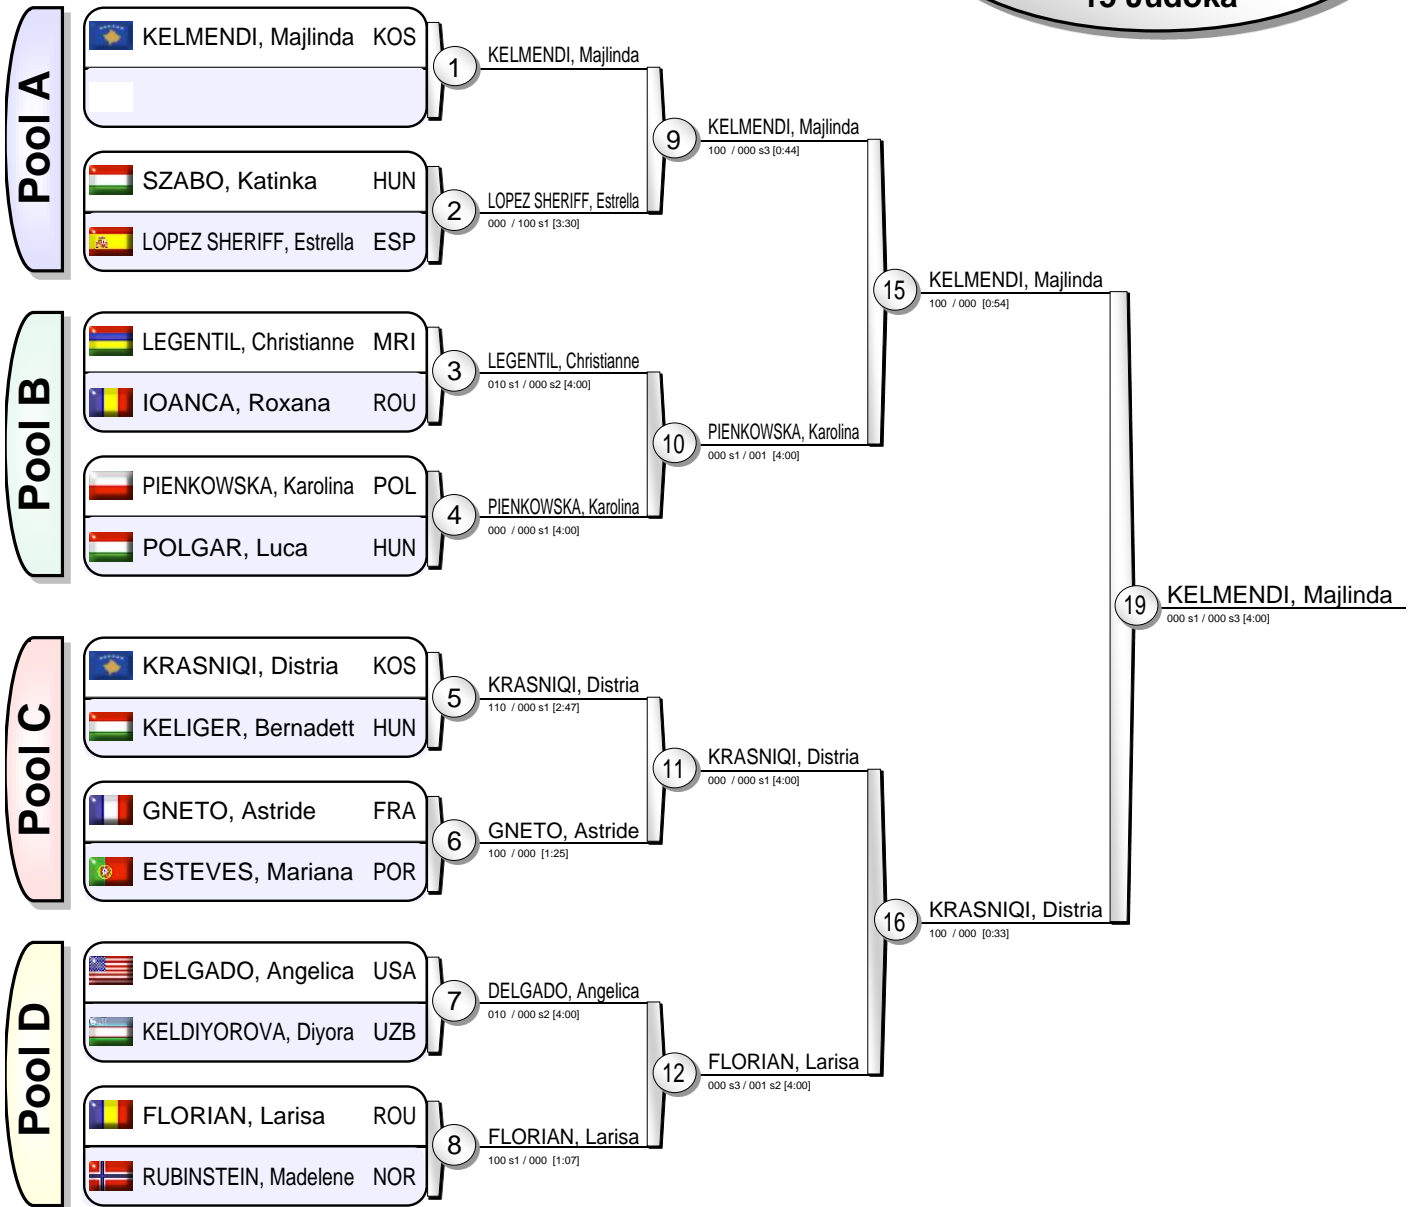 15 Judoka
Pool A
KELMENDI, Majlinda KOS
1
KELMENDI, Majlinda
SZABO, Katinka HUN
LOPEZ SHERIFF, Estrella ESP
2
LOPEZ SHERIFF, Estrella
000 / 100 s1 [3:30]
9
KELMENDI, Majlinda
100 / 000 s3 [0:44]
Pool B
LEGENTIL, Christianne MRI
IOANCA, Roxana ROU
3
LEGENTIL, Christianne
010 s1 / 000 s2 [4:00]
PIENKOWSKA, Karolina POL
POLGAR, Luca HUN
4
PIENKOWSKA, Karolina
000 / 000 s1 [4:00]
10
PIENKOWSKA, Karolina
000 s1 / 001 [4:00]
15
KELMENDI, Majlinda
100 / 000 [0:54]
Pool C
KRASNIQI, Distria KOS
KELIGER, Bernadett HUN
5
KRASNIQI, Distria
110 / 000 s1 [2:47]
GNETO, Astride FRA
ESTEVES, Mariana POR
6
GNETO, Astride
100 / 000 [1:25]
11
KRASNIQI, Distria
000 / 000 s1 [4:00]
Pool D
DELGADO, Angelica USA
KELDIYOROVA, Diyora UZB
7
DELGADO, Angelica
010 / 000 s2 [4:00]
FLORIAN, Larisa ROU
RUBINSTEIN, Madelene NOR
8
FLORIAN, Larisa
100 s1 / 000 [1:07]
12
FLORIAN, Larisa
000 s3 / 001 s2 [4:00]
16
KRASNIQI, Distria
100 / 000 [0:33]
19
KELMENDI, Majlinda
000 s1 / 000 s3 [4:00]